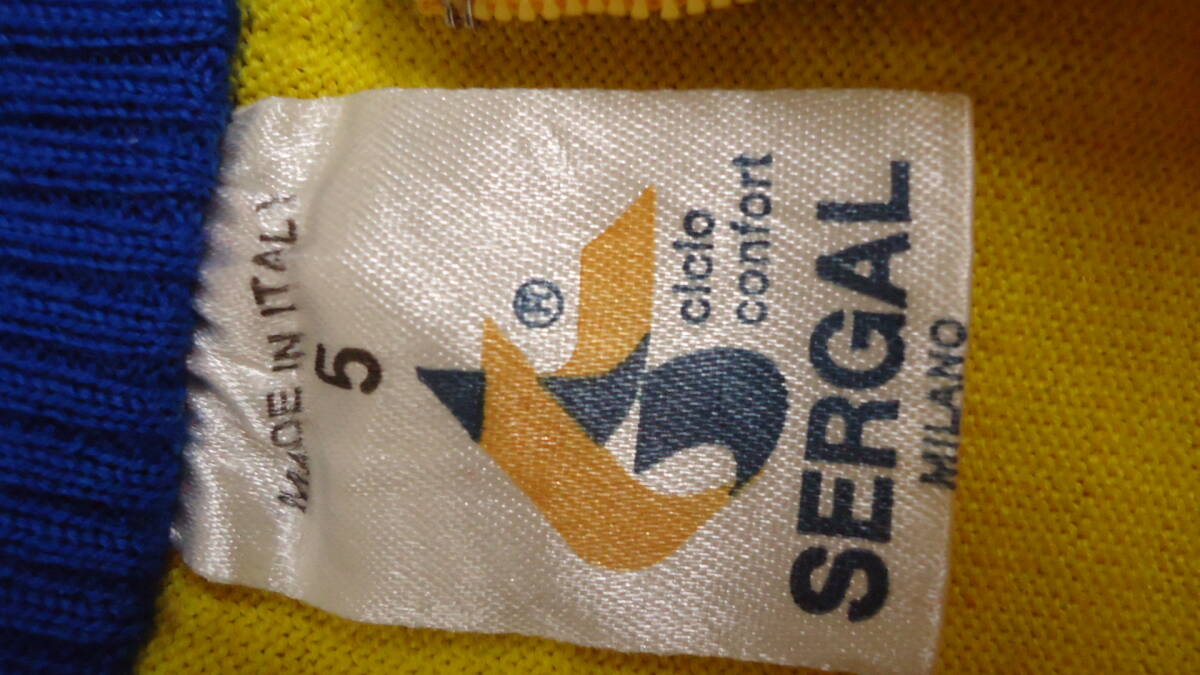 MADE IN ITALY
5
®
ciclo
confort
SERGAL
MILANO